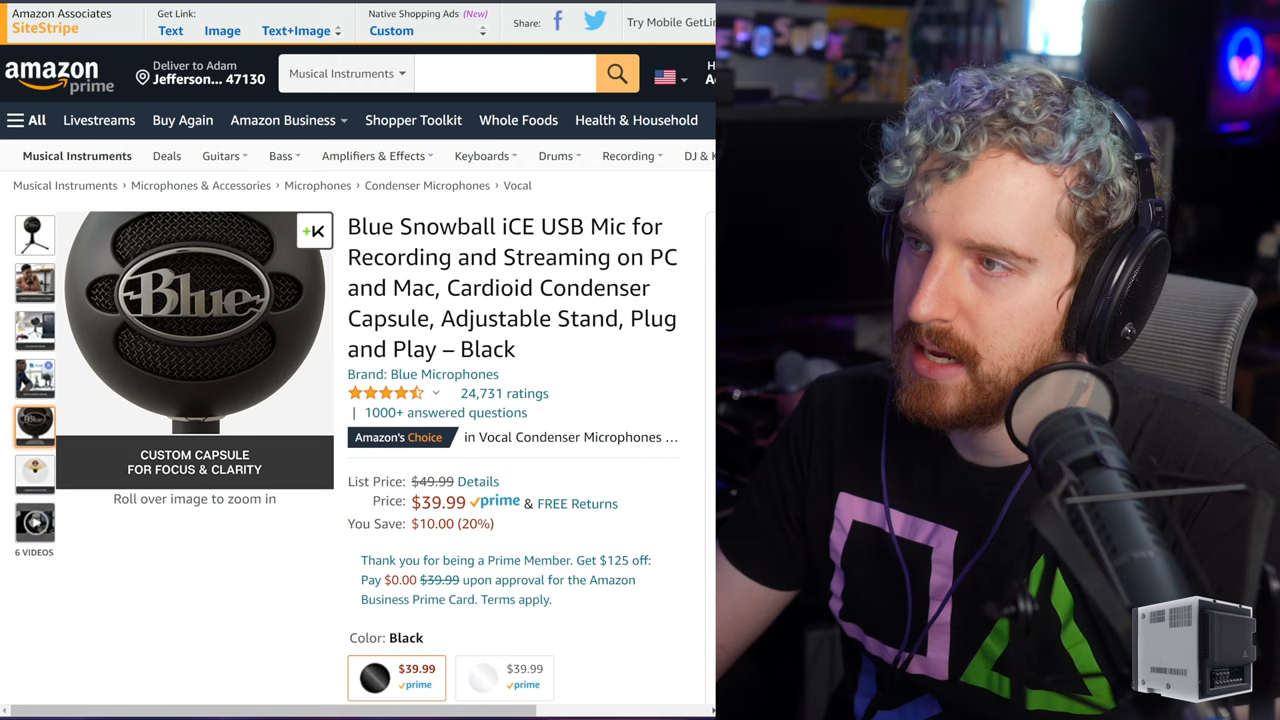 Amazon Associates
SiteStripe
Get Link:
Text Image Text+Image
Native Shopping Ads (New)
Custom
Share:
Try Mobile GetLin
amazon
prime
Deliver to Adam
Jefferson... 47130
Musical Instruments
H
A
All Livestreams Buy Again Amazon Business Shopper Toolkit Whole Foods Health & Household
Musical Instruments Deals Guitars Bass Amplifiers & Effects Keyboards Drums Recording DJ & K
Musical Instruments › Microphones & Accessories › Microphones › Condenser Microphones › Vocal
+K
Blue
CUSTOM CAPSULE
FOR FOCUS & CLARITY
Roll over image to zoom in
6 VIDEOS
Blue Snowball iCE USB Mic for
Recording and Streaming on PC
and Mac, Cardioid Condenser
Capsule, Adjustable Stand, Plug
and Play – Black
Brand: Blue Microphones
24,731 ratings
| 1000+ answered questions
Amazon's Choice in Vocal Condenser Microphones ...
List Price: $49.99 Details
Price: $39.99 prime & FREE Returns
You Save: $10.00 (20%)
Thank you for being a Prime Member. Get $125 off:
Pay $0.00 $39.99 upon approval for the Amazon
Business Prime Card. Terms apply.
Color: Black
$39.99
prime
$39.99
prime